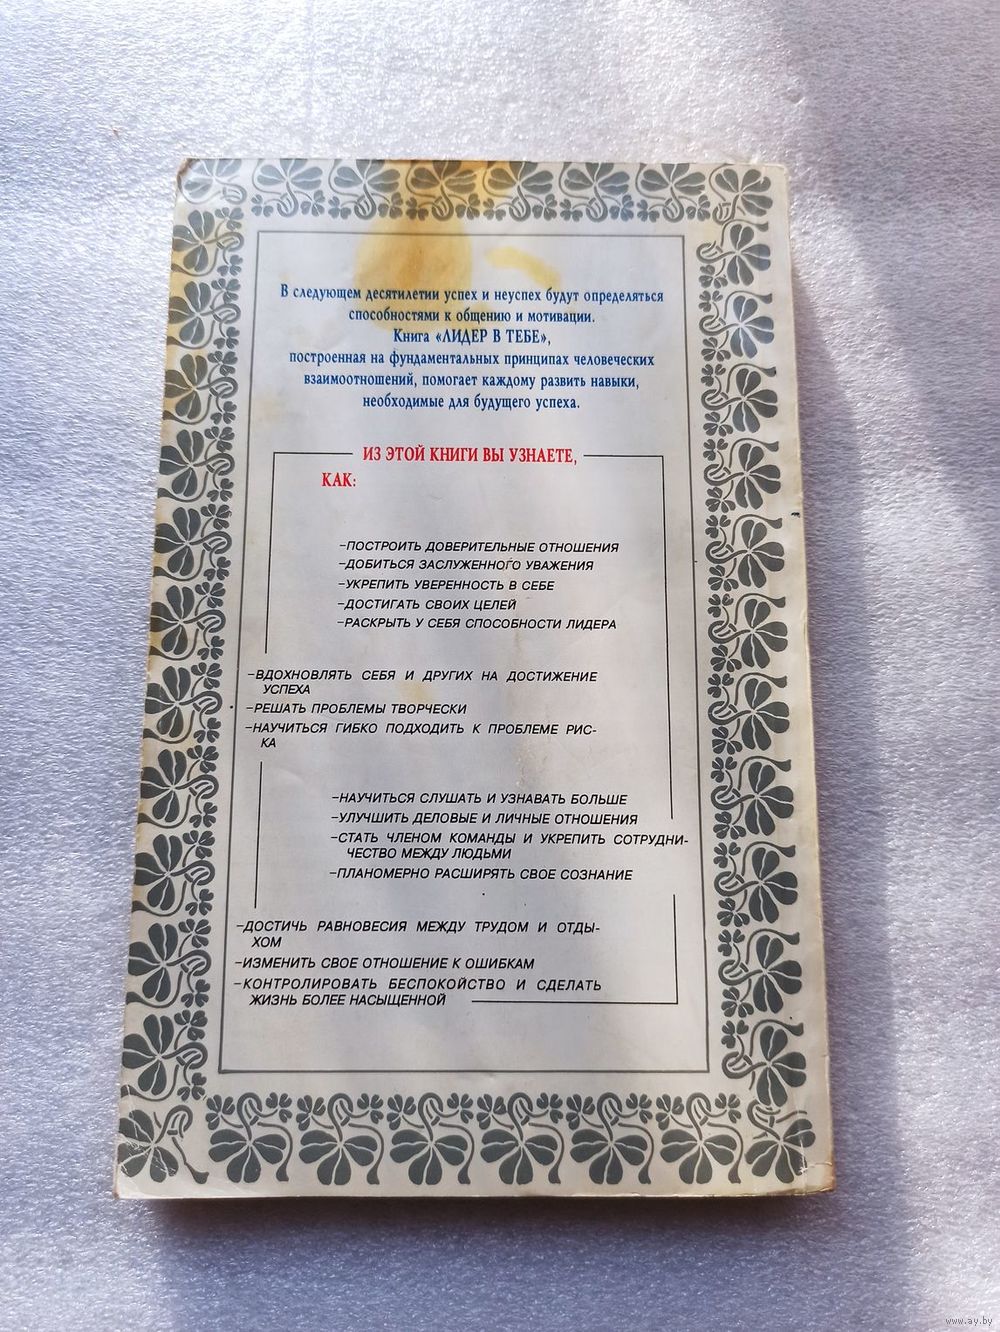 В следующем десятилетии успех и неуспех будут определяться
способностями к общению и мотивации.
Книга «ЛИДЕР В ТЕБЕ»,
построенная на фундаментальных принципах человеческих
взаимоотношений, помогает каждому развить навыки,
необходимые для будущего успеха.
ИЗ ЭТОЙ КНИГИ ВЫ УЗНАЕТЕ,
КАК:
–ПОСТРОИТЬ ДОВЕРИТЕЛЬНЫЕ ОТНОШЕНИЯ
–ДОБИТЬСЯ ЗАСЛУЖЕННОГО УВАЖЕНИЯ
–УКРЕПИТЬ УВЕРЕННОСТЬ В СЕБЕ
–ДОСТИГАТЬ СВОИХ ЦЕЛЕЙ
–РАСКРЫТЬ У СЕБЯ СПОСОБНОСТИ ЛИДЕРА
–ВДОХНОВЛЯТЬ СЕБЯ И ДРУГИХ НА ДОСТИЖЕНИЕ
УСПЕХА
–РЕШАТЬ ПРОБЛЕМЫ ТВОРЧЕСКИ
–НАУЧИТЬСЯ ГИБКО ПОДХОДИТЬ К ПРОБЛЕМЕ РИС-
КА
–НАУЧИТЬСЯ СЛУШАТЬ И УЗНАВАТЬ БОЛЬШЕ
–УЛУЧШИТЬ ДЕЛОВЫЕ И ЛИЧНЫЕ ОТНОШЕНИЯ
–СТАТЬ ЧЛЕНОМ КОМАНДЫ И УКРЕПИТЬ СОТРУДНИ-
ЧЕСТВО МЕЖДУ ЛЮДЬМИ
–ПЛАНОМЕРНО РАСШИРЯТЬ СВОЕ СОЗНАНИЕ
–ДОСТИЧЬ РАВНОВЕСИЯ МЕЖДУ ТРУДОМ И ОТДЫ-
ХОМ
–ИЗМЕНИТЬ СВОЕ ОТНОШЕНИЕ К ОШИБКАМ
–КОНТРОЛИРОВАТЬ БЕСПОКОЙСТВО И СДЕЛАТЬ
ЖИЗНЬ БОЛЕЕ НАСЫЩЕННОЙ
www.ay.by